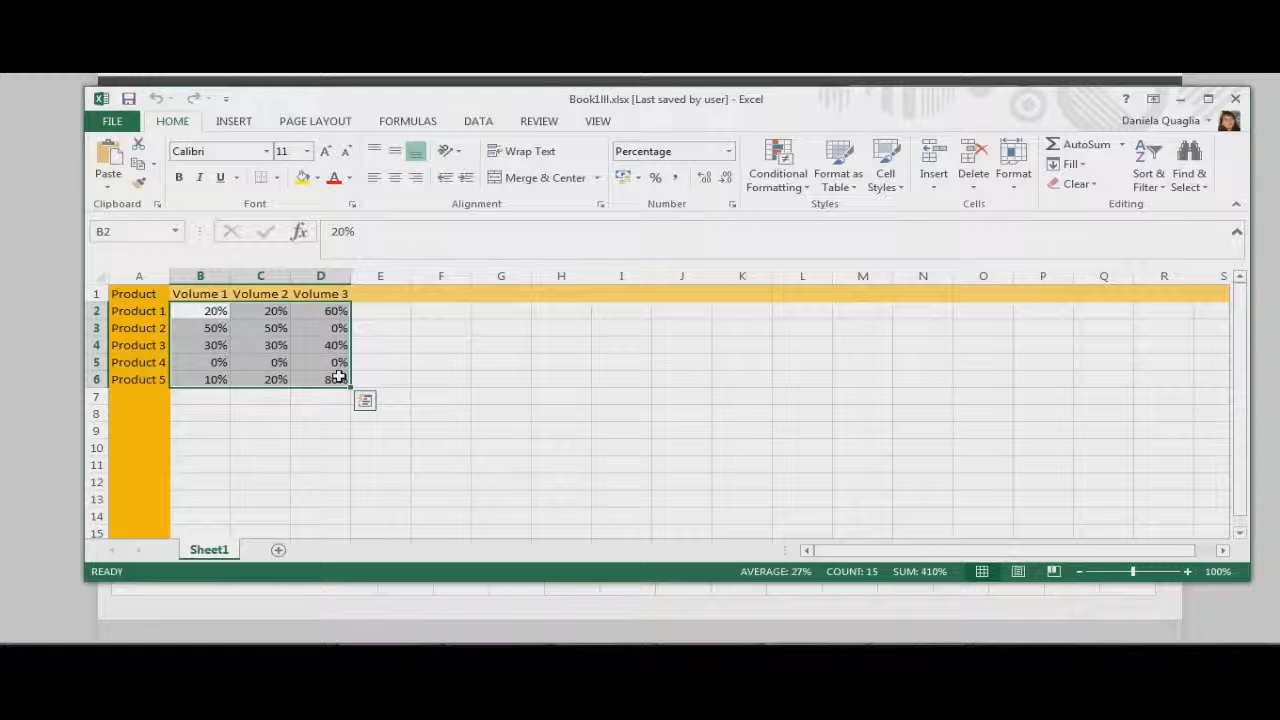 Book1III.xlsx [Last saved by user] - Excel
?
FILE HOME INSERT PAGE LAYOUT FORMULAS DATA REVIEW VIEW
Daniela Quaglia
Paste
Calibri 11 A A
B I U A
Wrap Text
Merge & Center
Percentage
%
Conditional Formatting
Format as Table
Cell Styles
Insert
Delete
Format
AutoSum
Fill
Clear
Sort & Filter
Find & Select
Clipboard Font Alignment Number Styles Cells Editing
B2 fx 20%
A B C D E F G H I J K L M N O P Q R S
1 Product Volume 1 Volume 2 Volume 3
2 Product 1 20% 20% 60%
3 Product 2 50% 50% 0%
4 Product 3 30% 30% 40%
5 Product 4 0% 0% 0%
6 Product 5 10% 20%
7
8
9
10
11
12
13
14
15
Sheet1
READY AVERAGE: 27% COUNT: 15 SUM: 410% 100%